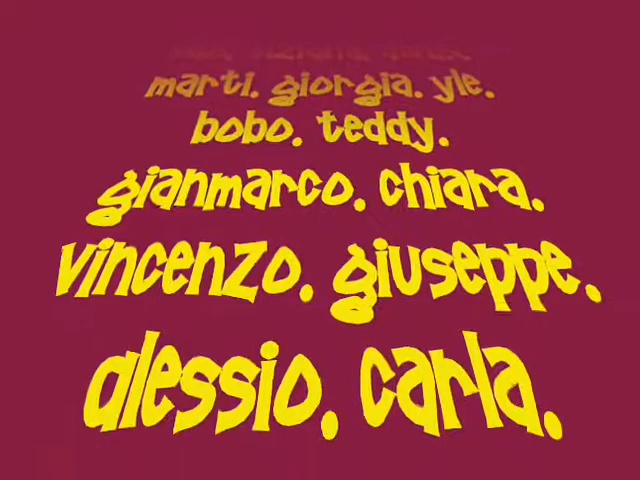 marti. giorgia. yle.
bobo. teddy.
gianmarco. chiara.
vincenzo. giuseppe.
alessio. carla.